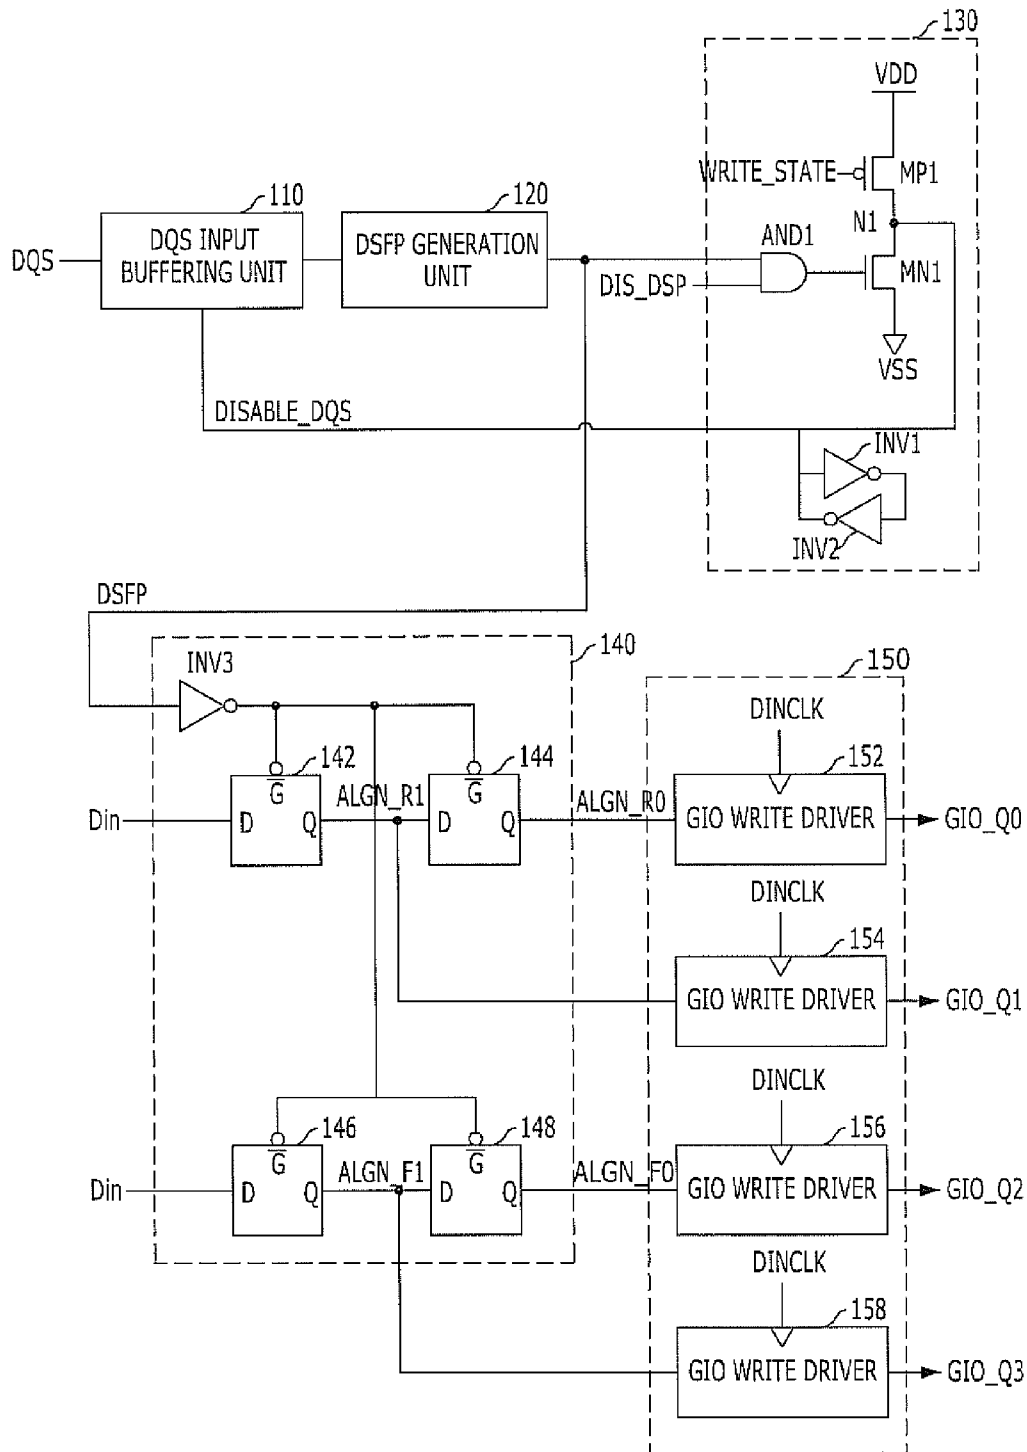 130
VDD
WRITE_STATE
MP1
110
120
N1
AND1
DQS
DQS INPUT
BUFFERING UNIT
DSFP GENERATION
UNIT
DIS_DSP
MN1
VSS
DISABLE_DQS
INV1
INV2
DSFP
140
INV3
150
DINCLK
142
144
152
G
G
ALGN_R1
ALGN_R0
Din
D
Q
D
Q
GIO WRITE DRIVER
GIO_Q0
DINCLK
154
GIO WRITE DRIVER
GIO_Q1
DINCLK
146
148
156
G
G
ALGN_F1
ALGN_F0
Din
D
Q
D
Q
GIO WRITE DRIVER
GIO_Q2
DINCLK
158
GIO WRITE DRIVER
GIO_Q3